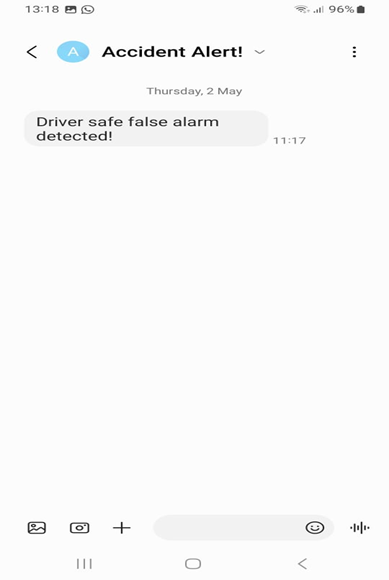 13:18 96%
Accident Alert!
A
Thursday, 2 May
Driver safe false alarm
detected!
11:17